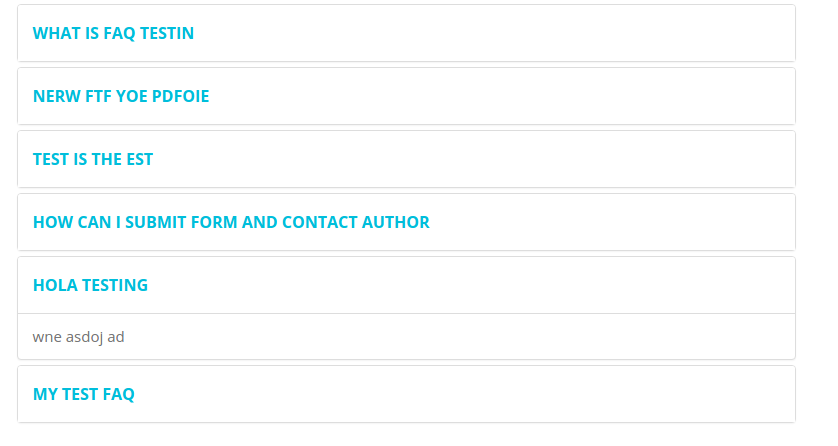 WHAT IS FAQ TESTIN
NERW FTF YOE PDFOIE
TEST IS THE EST
HOW CAN I SUBMIT FORM AND CONTACT AUTHOR
HOLA TESTING
wne asdoj ad
MY TEST FAQ